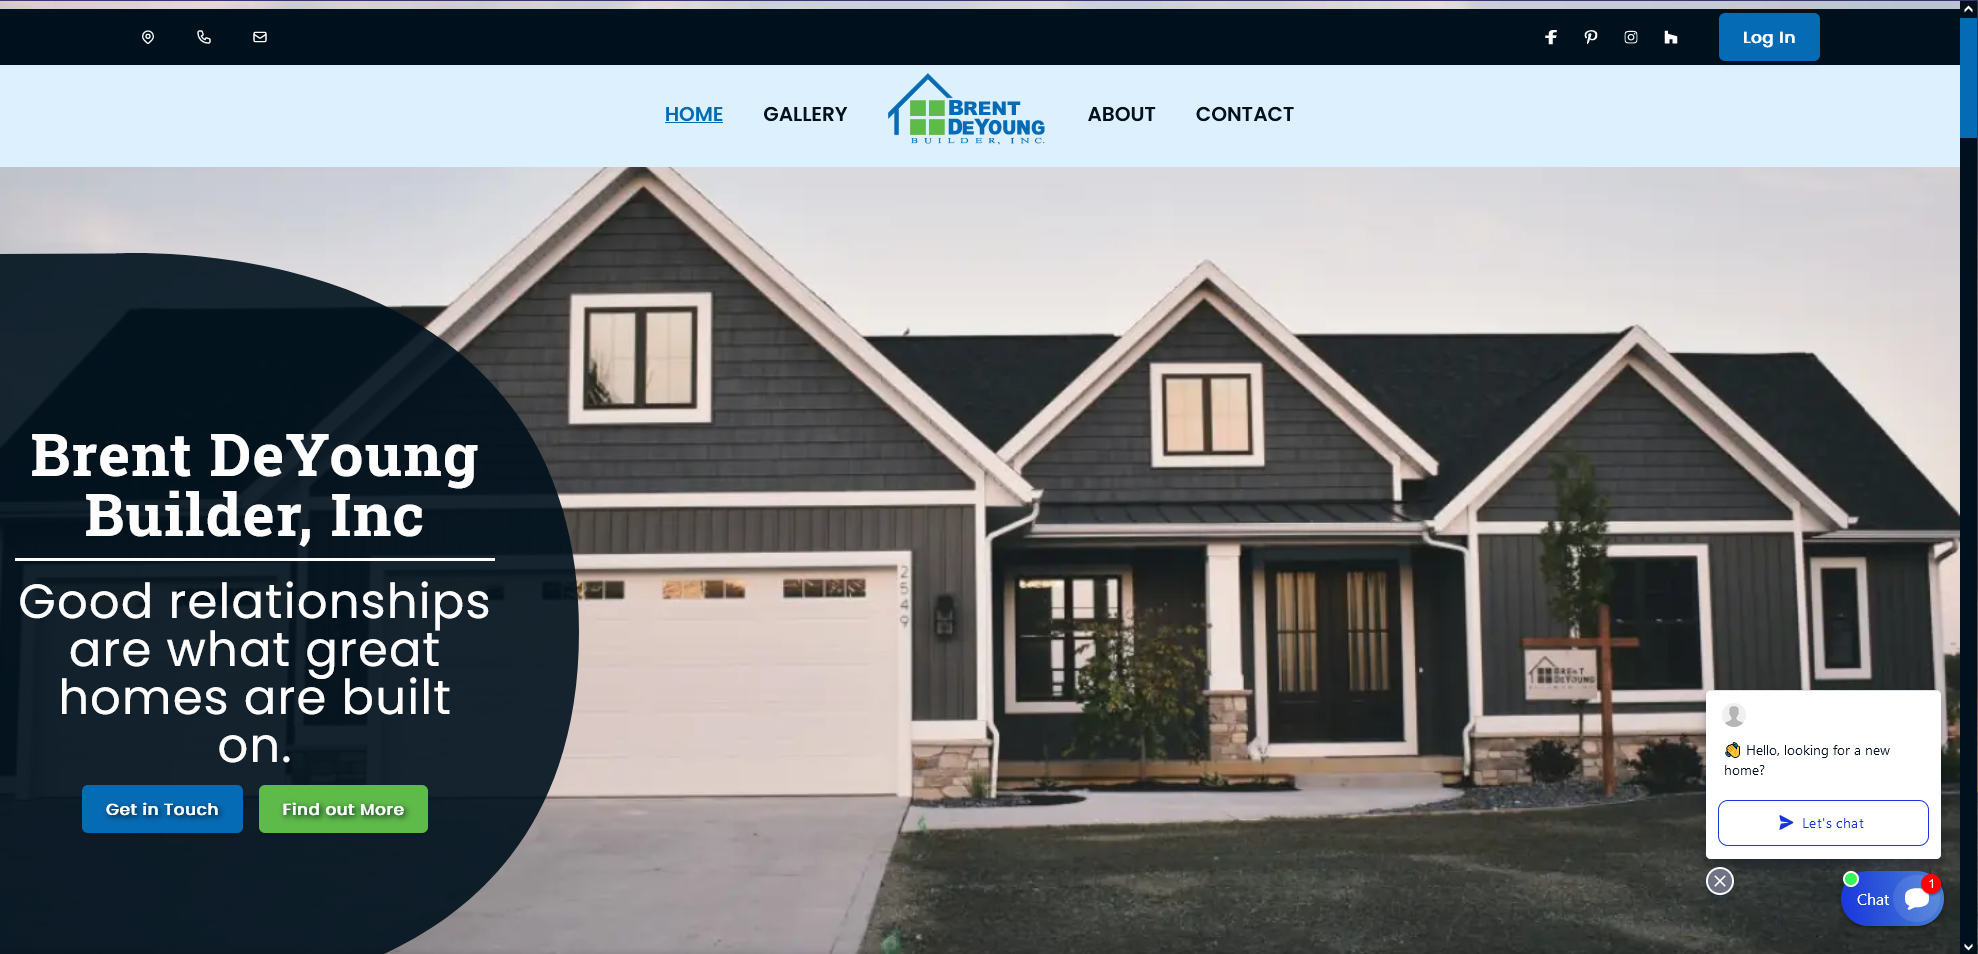 Log In
HOME
GALLERY
BRENT
DEYOUNG
BUILDER, INC.
ABOUT
CONTACT
Brent DeYoung
Builder, Inc
Good relationships
are what great
homes are built
on.
Get in Touch
Find out More
2549
BRENT
DEYOUNG
👋 Hello, looking for a new
home?
Let's chat
Chat
1